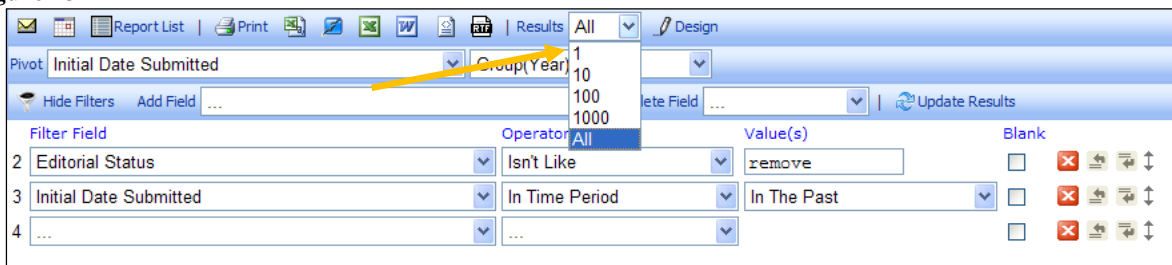 Report List | Print RTF | Results All Design
1
Pivot Initial Date Submitted Group(Year)
10
Hide Filters Add Field ... 100 ete Field ... | Update Results
1000
Filter Field Operator All Value(s) Blank
2 Editorial Status Isn't Like remove
3 Initial Date Submitted In Time Period In The Past
4 ... ...